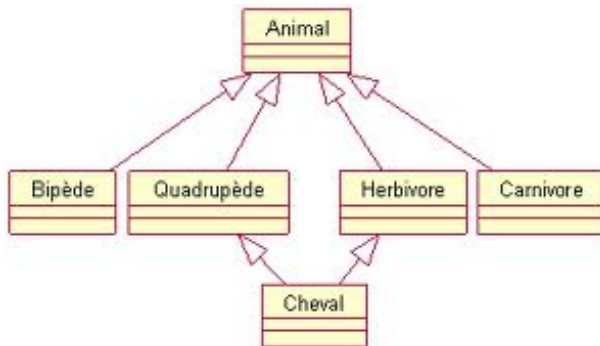 Animal
Bipède
Quadrupède
Herbivore
Carnivore
Cheval